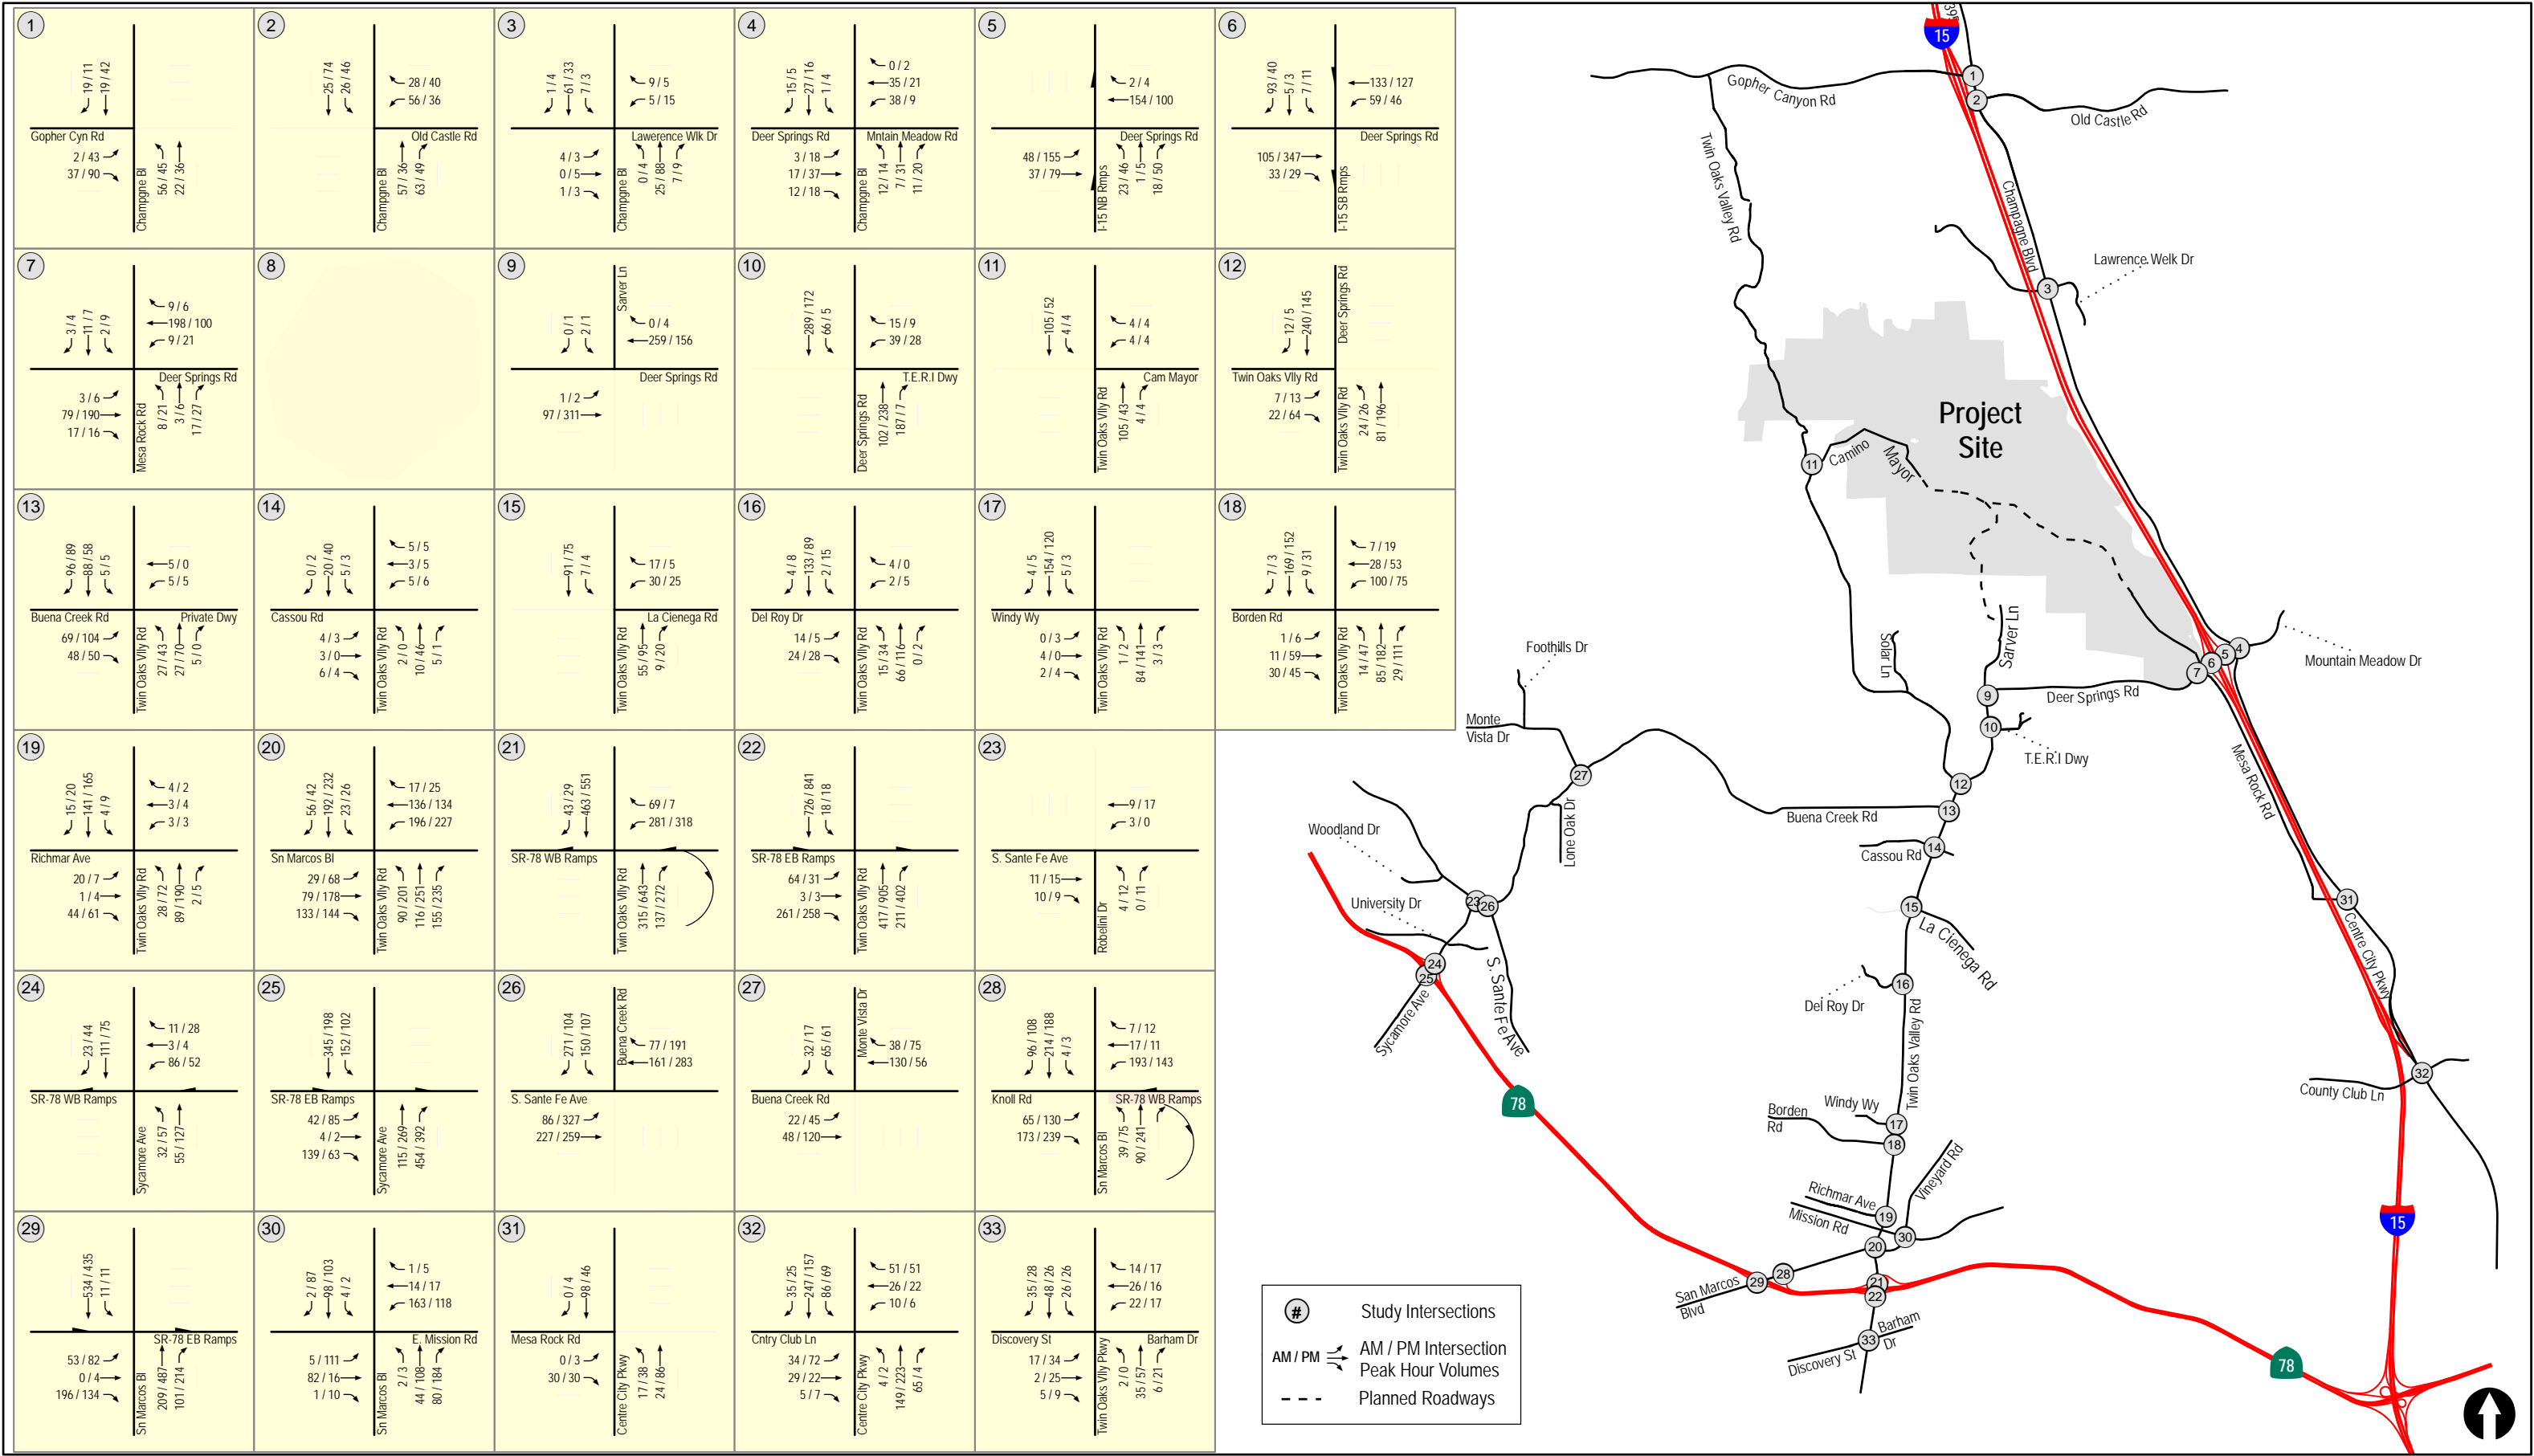 1
19 / 11
19 / 42
Gopher Cyn Rd
2 / 43
37 / 90
Champgne Bl
56 / 45
22 / 36
2
25 / 74
26 / 46
28 / 40
56 / 36
Old Castle Rd
Champgne Bl
57 / 36
63 / 49
3
1 / 4
61 / 33
7 / 3
9 / 5
5 / 15
Lawerence Wlk Dr
4 / 3
0 / 5
1 / 3
Champgne Bl
0 / 4
25 / 88
7 / 9
4
15 / 5
27 / 16
1 / 4
0 / 2
35 / 21
38 / 9
Deer Springs Rd
Mntain Meadow Rd
3 / 18
17 / 37
12 / 18
Champgne Bl
12 / 14
7 / 31
11 / 20
5
2 / 4
154 / 100
Deer Springs Rd
48 / 155
37 / 79
I-15 NB Rmps
23 / 46
1 / 5
18 / 50
6
93 / 40
5 / 3
7 / 11
133 / 127
59 / 46
Deer Springs Rd
105 / 347
33 / 29
I-15 SB Rmps
7
3 / 4
11 / 7
2 / 9
9 / 6
198 / 100
9 / 21
Deer Springs Rd
3 / 6
79 / 190
17 / 16
Mesa Rock Rd
8 / 21
3 / 6
17 / 27
8
9
Sarver Ln
0 / 1
2 / 1
0 / 4
259 / 156
Deer Springs Rd
1 / 2
97 / 311
10
289 / 172
66 / 5
15 / 9
39 / 28
T.E.R.I Dwy
Deer Springs Rd
102 / 238
187 / 7
11
105 / 52
4 / 4
4 / 4
4 / 4
Cam Mayor
Twin Oaks Vlly Rd
105 / 43
4 / 4
12
12 / 5
240 / 145
Deer Springs Rd
Twin Oaks Vlly Rd
7 / 13
22 / 64
Twin Oaks Vlly Rd
24 / 26
81 / 196
13
96 / 89
88 / 58
5 / 5
5 / 0
5 / 5
Buena Creek Rd
Private Dwy
69 / 104
48 / 50
Twin Oaks Vlly Rd
27 / 43
27 / 70
5 / 0
14
0 / 2
20 / 40
5 / 3
5 / 5
3 / 5
5 / 6
Cassou Rd
4 / 3
3 / 0
6 / 4
Twin Oaks Vlly Rd
2 / 0
10 / 46
5 / 1
15
91 / 75
7 / 4
17 / 5
30 / 25
La Cienega Rd
Twin Oaks Vlly Rd
55 / 95
9 / 20
16
4 / 8
133 / 89
2 / 15
4 / 0
2 / 5
Del Roy Dr
14 / 5
24 / 28
Twin Oaks Vlly Rd
15 / 34
66 / 116
0 / 2
17
4 / 5
154 / 120
5 / 3
Windy Wy
0 / 3
4 / 0
2 / 4
Twin Oaks Vlly Rd
1 / 2
84 / 141
3 / 3
18
7 / 3
169 / 152
9 / 31
7 / 19
28 / 53
100 / 75
Borden Rd
1 / 6
11 / 59
30 / 45
Twin Oaks Vlly Rd
14 / 47
85 / 182
29 / 111
19
15 / 20
141 / 165
4 / 9
4 / 2
3 / 4
3 / 3
Richmar Ave
20 / 7
1 / 4
44 / 61
Twin Oaks Vlly Rd
28 / 72
89 / 190
2 / 5
20
56 / 42
192 / 232
23 / 26
17 / 25
136 / 134
196 / 227
Sn Marcos Bl
29 / 68
79 / 178
133 / 144
Twin Oaks Vlly Rd
90 / 201
116 / 251
155 / 235
21
43 / 29
463 / 551
69 / 7
281 / 318
SR-78 WB Ramps
Twin Oaks Vlly Rd
315 / 643
137 / 272
22
726 / 841
18 / 18
SR-78 EB Ramps
64 / 31
3 / 3
261 / 258
Twin Oaks Vlly Rd
417 / 905
211 / 402
23
9 / 17
3 / 0
S. Sante Fe Ave
11 / 15
10 / 9
Robelini Dr
4 / 12
0 / 11
24
23 / 44
111 / 75
11 / 28
3 / 4
86 / 52
SR-78 WB Ramps
Sycamore Ave
32 / 57
55 / 127
25
345 / 198
152 / 102
SR-78 EB Ramps
42 / 85
4 / 2
139 / 63
Sycamore Ave
115 / 269
454 / 392
26
271 / 104
150 / 107
Buena Creek Rd
77 / 191
161 / 283
S. Sante Fe Ave
86 / 327
227 / 259
27
32 / 17
65 / 61
Monte Vista Dr
38 / 75
130 / 56
Buena Creek Rd
22 / 45
48 / 120
28
96 / 108
214 / 188
4 / 3
7 / 12
17 / 11
193 / 143
Knoll Rd
SR-78 WB Ramps
65 / 130
173 / 239
Sn Marcos Bl
39 / 75
90 / 241
29
534 / 435
11 / 11
SR-78 EB Ramps
53 / 82
0 / 4
196 / 134
Sn Marcos Bl
209 / 487
101 / 214
30
2 / 87
98 / 103
4 / 2
1 / 5
14 / 17
163 / 118
E. Mission Rd
5 / 111
82 / 16
1 / 10
Sn Marcos Bl
2 / 3
44 / 108
80 / 184
31
0 / 4
98 / 46
Mesa Rock Rd
0 / 3
30 / 30
Centre City Pkwy
17 / 38
24 / 86
32
35 / 25
247 / 157
86 / 69
51 / 51
26 / 22
10 / 6
Cntry Club Ln
34 / 72
29 / 22
5 / 7
Centre City Pkwy
4 / 2
149 / 223
65 / 4
33
35 / 28
48 / 26
26 / 26
14 / 17
26 / 16
22 / 17
Discovery St
Barham Dr
17 / 34
2 / 25
5 / 9
Twin Oaks Vlly Pkwy
2 / 0
35 / 57
6 / 21
395
15
1
Gopher Canyon Rd
2
Old Castle Rd
Twin Oaks Valley Rd
Champagne Blvd
Lawrence Welk Dr
3
Project
Site
11
Camino
Mayor
Solar Ln
Sarver Ln
4
5
6
7
Mountain Meadow Dr
Foothills Dr
9
Deer Springs Rd
Monte
Vista Dr
10
T.E.R.I Dwy
27
12
Mesa Rock Rd
13
Buena Creek Rd
Lone Oak Dr
Woodland Dr
14
Cassou Rd
23
26
University Dr
15
La Cienega Rd
31
Centre City Pkwy
24
25
S. Sante Fe Ave
Sycamore Ave
16
Del Roy Dr
Twin Oaks Valley Rd
32
County Club Ln
78
Borden
Rd
Windy Wy
17
18
Vineyard Rd
Richmar Ave
Mission Rd
19
30
20
15
San Marcos
Blvd
29
28
21
22
33
Barham
Dr
Discovery St
78
# Study Intersections
AM / PM AM / PM Intersection
Peak Hour Volumes
Planned Roadways